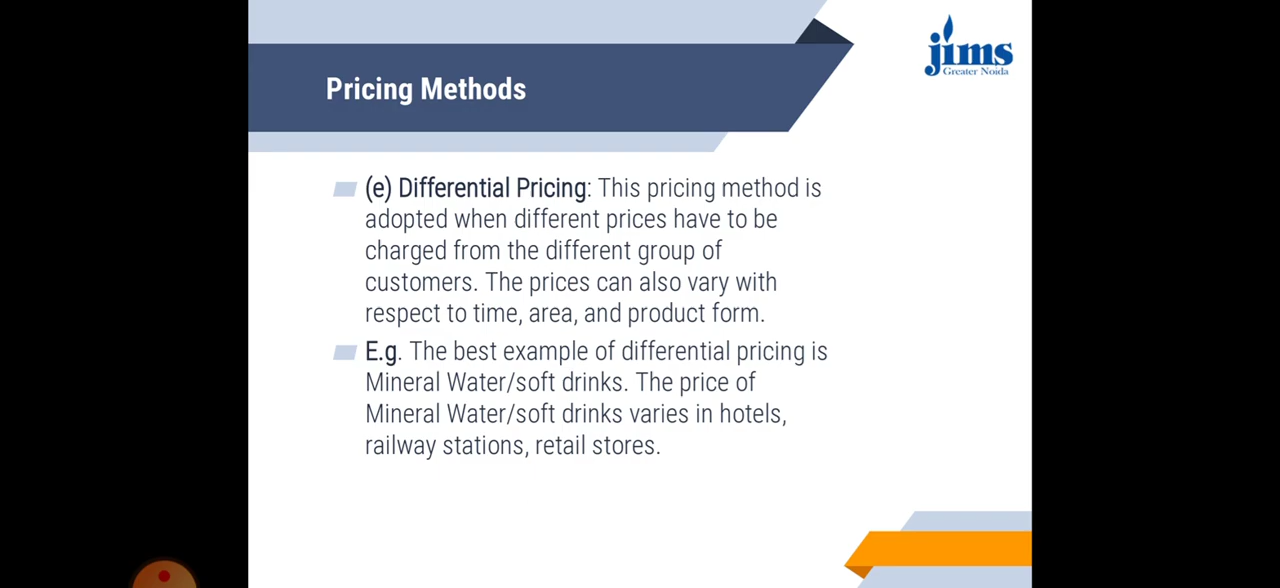 jims
Greater Noida
Pricing Methods
(e) Differential Pricing: This pricing method is
adopted when different prices have to be
charged from the different group of
customers. The prices can also vary with
respect to time, area, and product form.
E.g. The best example of differential pricing is
Mineral Water/soft drinks. The price of
Mineral Water/soft drinks varies in hotels,
railway stations, retail stores.